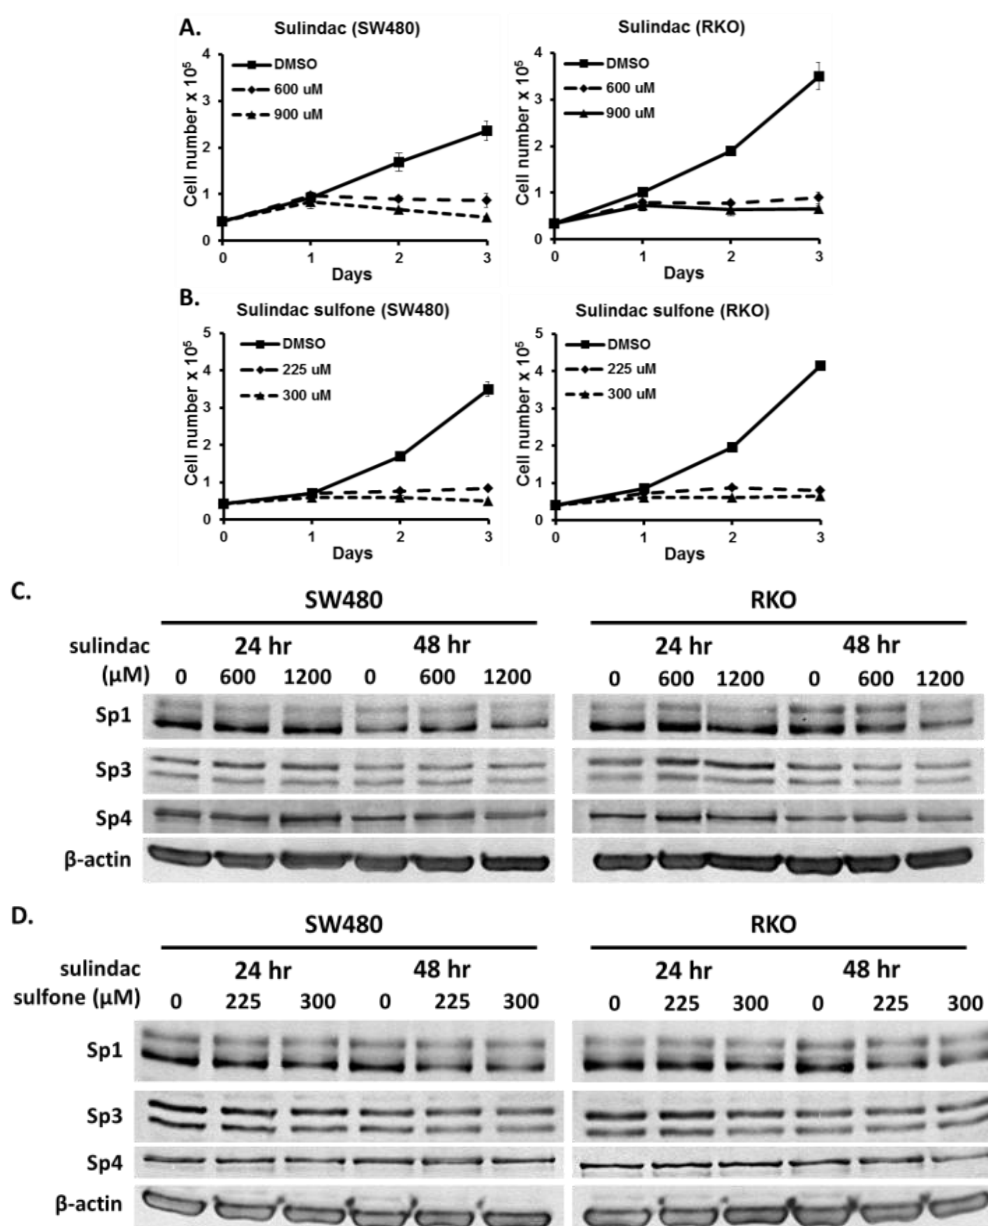 A.
Sulindac (SW480)
Cell number x 10⁵
4
3
2
1
0
DMSO
600 uM
900 uM
0 1 2 3
Days
Sulindac (RKO)
Cell number x 10⁵
4
3
2
1
0
DMSO
600 uM
900 uM
0 1 2 3
Days
B.
Sulindac sulfone (SW480)
Cell number x 10⁵
5
4
3
2
1
0
DMSO
225 uM
300 uM
0 1 2 3
Days
Sulindac sulfone (RKO)
Cell number x 10⁵
5
4
3
2
1
0
DMSO
225 uM
300 uM
0 1 2 3
Days
C.
SW480 RKO
sulindac 24 hr 48 hr 24 hr 48 hr
(μM) 0 600 1200 0 600 1200 0 600 1200 0 600 1200
Sp1
Sp3
Sp4
β-actin
D.
SW480 RKO
sulindac 24 hr 48 hr 24 hr 48 hr
sulfone (μM) 0 225 300 0 225 300 0 225 300 0 225 300
Sp1
Sp3
Sp4
β-actin